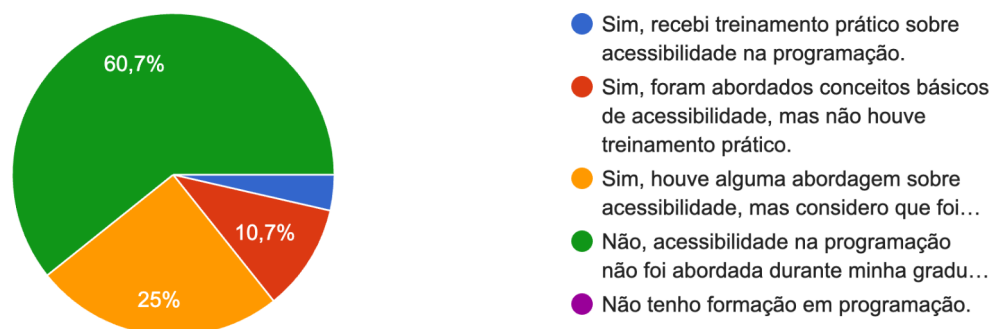 60,7%
10,7%
25%
Sim, recebi treinamento prático sobre
acessibilidade na programação.
Sim, foram abordados conceitos básicos
de acessibilidade, mas não houve
treinamento prático.
Sim, houve alguma abordagem sobre
acessibilidade, mas considero que foi…
Não, acessibilidade na programação
não foi abordada durante minha gradu…
Não tenho formação em programação.